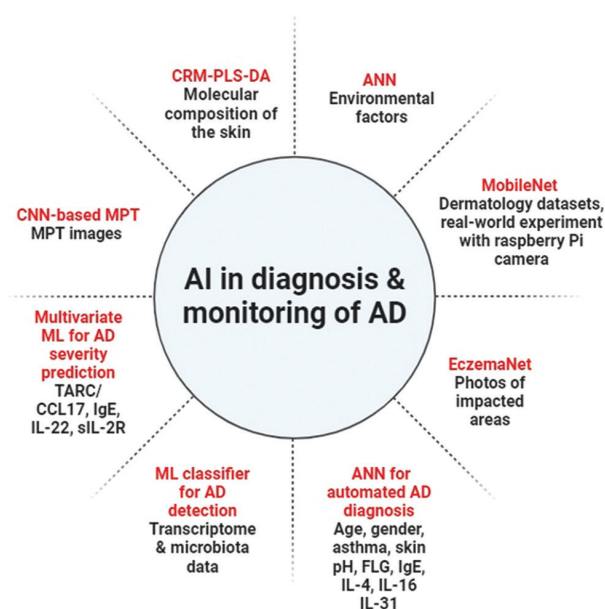 CRM-PLS-DA
Molecular
composition of
the skin
ANN
Environmental
factors
MobileNet
Dermatology datasets,
real-world experiment
with raspberry Pi
camera
CNN-based MPT
MPT images
AI in diagnosis &
monitoring of AD
Multivariate
ML for AD
severity
prediction
TARC/
CCL17, IgE,
IL-22, sIL-2R
EczemaNet
Photos of
impacted
areas
ML classifier
for AD
detection
Transcriptome
& microbiota
data
ANN for
automated AD
diagnosis
Age, gender,
asthma, skin
pH, FLG, IgE,
IL-4, IL-16
IL-31